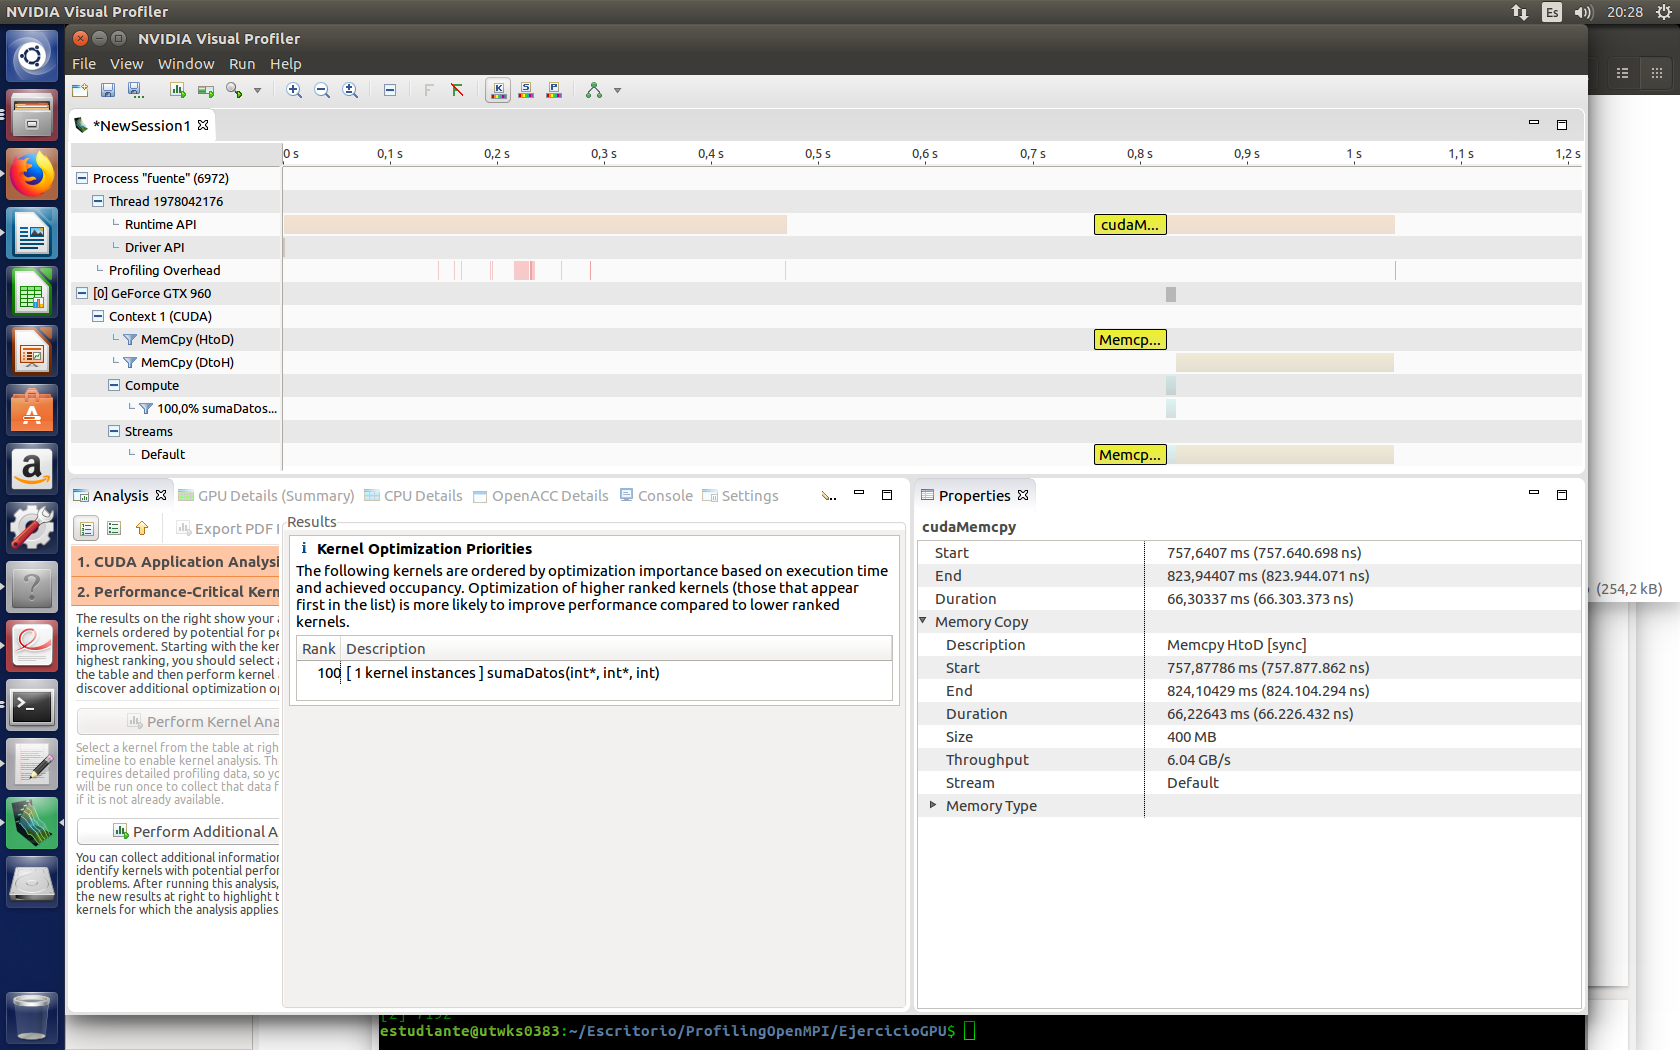 NVIDIA Visual Profiler
Es
20:28
NVIDIA Visual Profiler
File View Window Run Help
F
K S P
*NewSession1
0 s 0,1 s 0,2 s 0,3 s 0,4 s 0,5 s 0,6 s 0,7 s 0,8 s 0,9 s 1 s 1,1 s 1,2 s
Process "fuente" (6972)
Thread 1978042176
Runtime API
cudaM...
Driver API
Profiling Overhead
[0] GeForce GTX 960
Context 1 (CUDA)
MemCpy (HtoD)
Memcp...
MemCpy (DtoH)
Compute
100,0% sumaDatos...
Streams
Default
Memcp...
Analysis GPU Details (Summary) CPU Details OpenACC Details Console Settings
Export PDF
1. CUDA Application Analysi
2. Performance-Critical Kern
The results on the right show your
kernels ordered by potential for pe
improvement. Starting with the ker
highest ranking, you should select
the table and then perform kernel
discover additional optimization o
Perform Kernel Ana
Select a kernel from the table at righ
timeline to enable kernel analysis. Th
requires detailed profiling data, so yo
will be run once to collect that data f
if it is not already available.
Perform Additional A
You can collect additional information
identify kernels with potential perfor
problems. After running this analysis,
the new results at right to highlight t
kernels for which the analysis applies
Results
i Kernel Optimization Priorities
The following kernels are ordered by optimization importance based on execution time
and achieved occupancy. Optimization of higher ranked kernels (those that appear
first in the list) is more likely to improve performance compared to lower ranked
kernels.
Rank Description
100 [ 1 kernel instances ] sumaDatos(int*, int*, int)
Properties
cudaMemcpy
Start 757,6407 ms (757.640.698 ns)
End 823,94407 ms (823.944.071 ns)
Duration 66,30337 ms (66.303.373 ns)
Memory Copy
Description Memcpy HtoD [sync]
Start 757,87786 ms (757.877.862 ns)
End 824,10429 ms (824.104.294 ns)
Duration 66,22643 ms (66.226.432 ns)
Size 400 MB
Throughput 6.04 GB/s
Stream Default
Memory Type
(254,2 kB)
estudiante@utwks0383:~/Escritorio/ProfilingOpenMPI/EjercicioGPU$